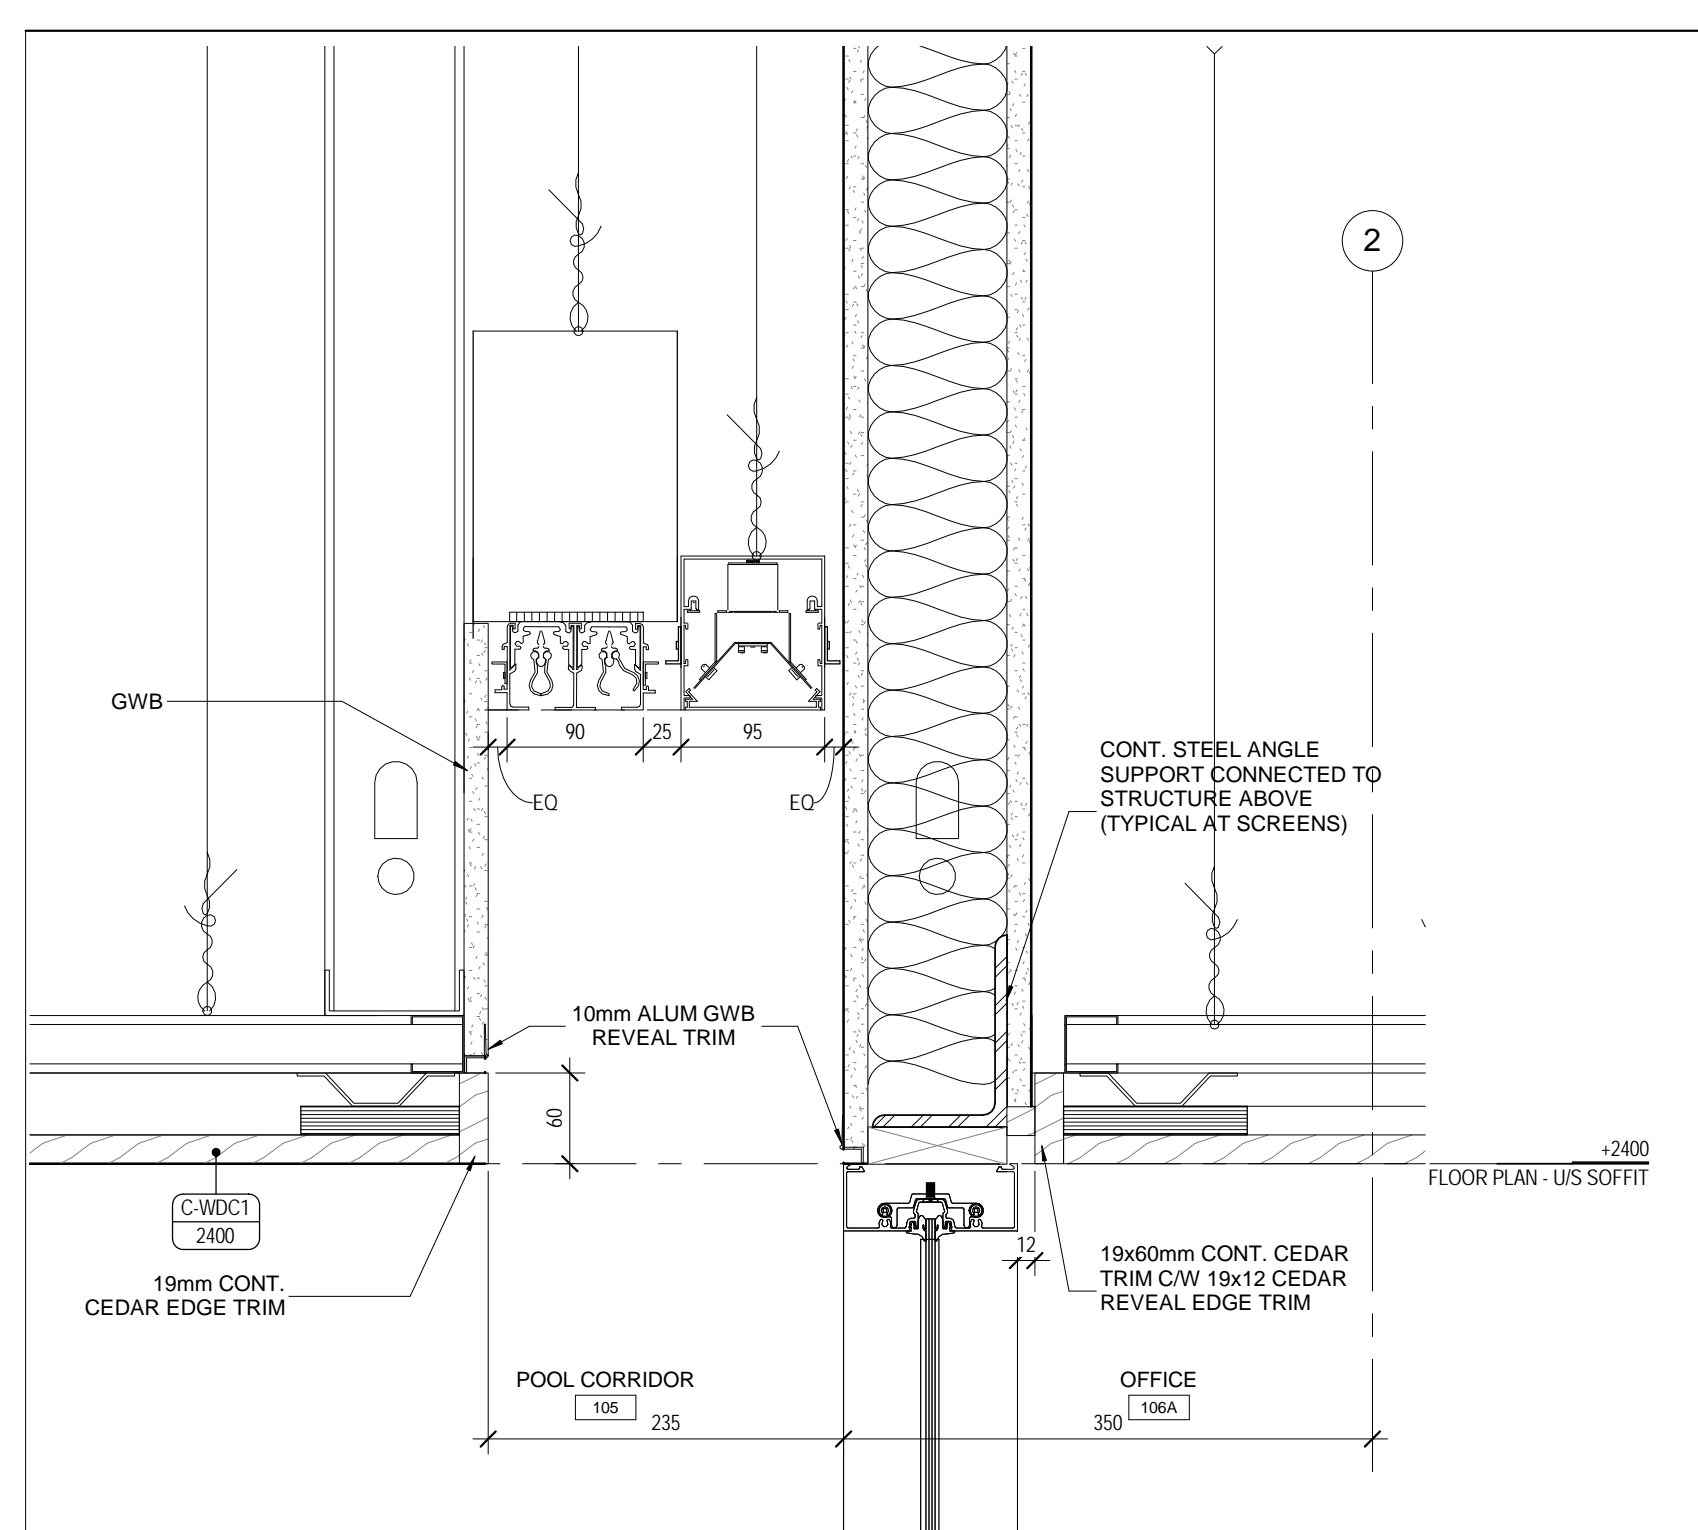 2
GWB
90
25
95
EQ
EQ
CONT. STEEL ANGLE
SUPPORT CONNECTED TO
STRUCTURE ABOVE
(TYPICAL AT SCREENS)
10mm ALUM GWB
REVEAL TRIM
60
+2400
FLOOR PLAN - U/S SOFFIT
C-WDC1
2400
19mm CONT.
CEDAR EDGE TRIM
12
19x60mm CONT. CEDAR
TRIM C/W 19x12 CEDAR
REVEAL EDGE TRIM
POOL CORRIDOR
105
235
OFFICE
106A
350